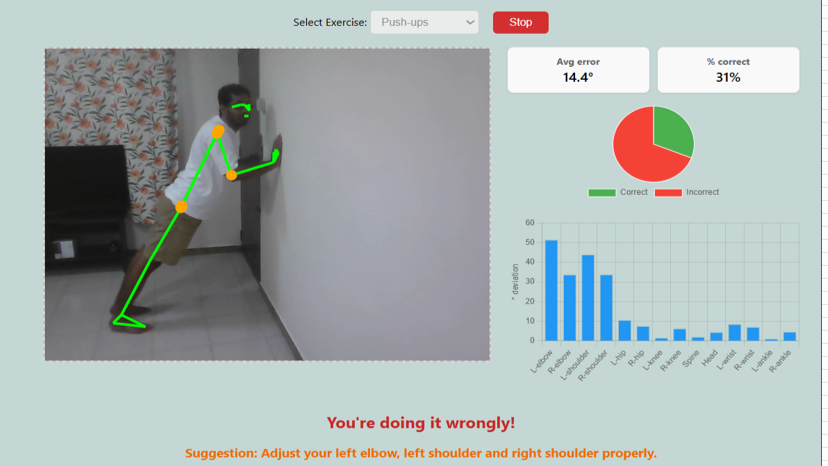 Select Exercise: Push-ups Stop
Avg error
14.4°
% correct
31%
Correct Incorrect
60
50
40
30
20
10
0
° deviation
L-elbow
R-elbow
L-shoulder
R-shoulder
L-hip
R-hip
L-knee
R-knee
Spine
Head
L-wrist
R-wrist
L-ankle
R-ankle
You're doing it wrongly!
Suggestion: Adjust your left elbow, left shoulder and right shoulder properly.